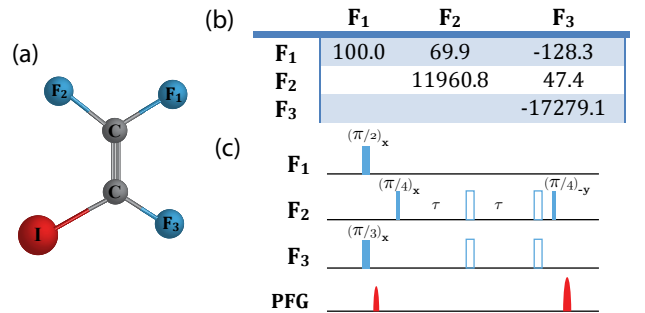 (a)
F₂
F₁
C
C
I
F₃
(b)
F₁ F₂ F₃
F₁ 100.0 69.9 -128.3
F₂ 11960.8 47.4
F₃ -17279.1
(c)
(π/2)ₓ
F₁
(π/4)ₓ (π/4)₋y
F₂ τ τ
(π/3)ₓ
F₃
PFG